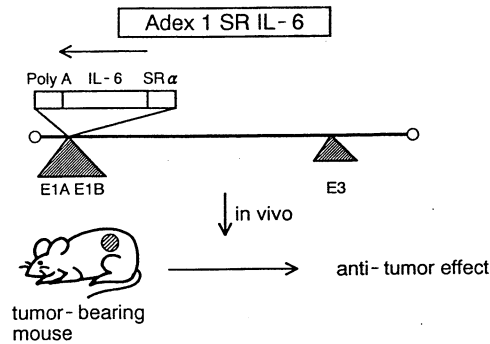 Adex 1 SR IL-6
Poly A IL-6 SR α
E1A E1B
E3
in vivo
anti-tumor effect
tumor-bearing
mouse